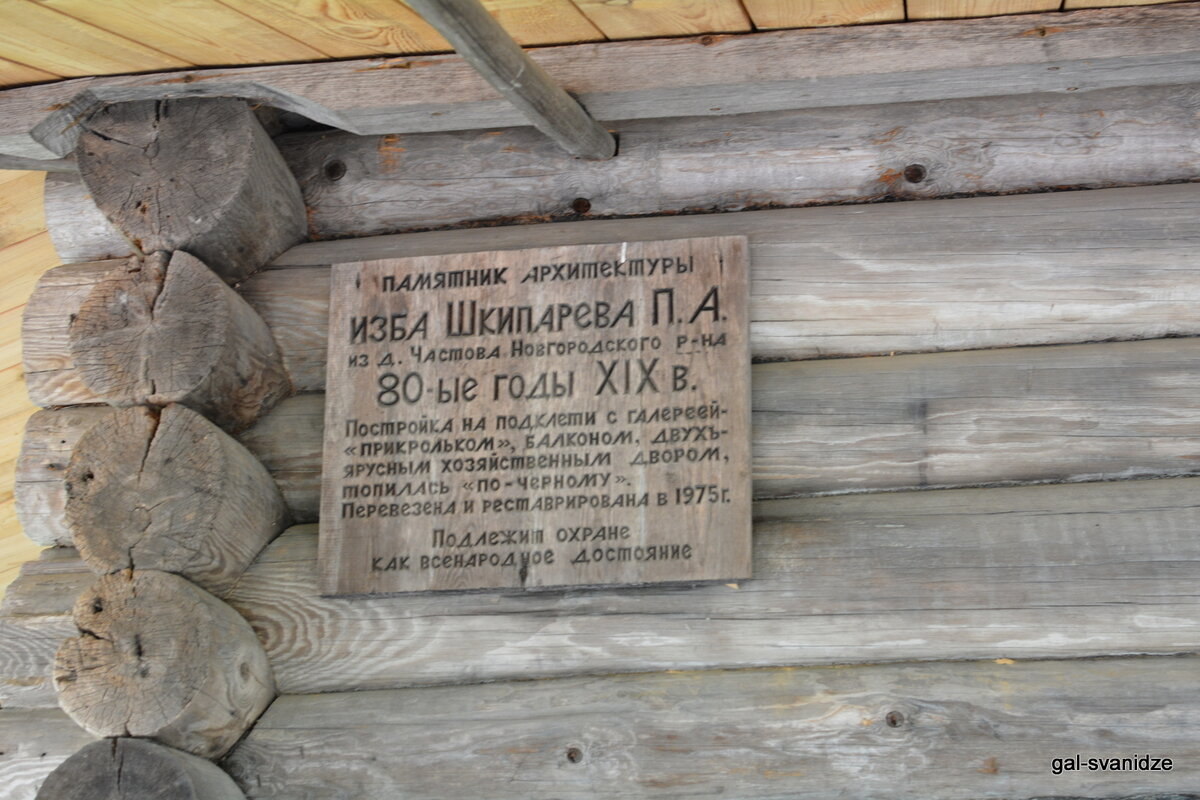 ПАМЯТНИК АРХИТЕКТУРЫ
ИЗБА ШКИПАРЕВА П.А.
ИЗ Д. ЧАСТОВА НОВГОРОДСКОГО Р-НА
80-ЫЕ ГОДЫ XIX В.
ПОСТРОЙКА НА ПОДКЛЕТИ С ГАЛЕРЕЕЙ-
«ПРИКРОЛЬКОМ», БАЛКОНОМ, ДВУХЪ-
ЯРУСНЫМ ХОЗЯЙСТВЕННЫМ ДВОРОМ,
ТОПИЛАСЬ «ПО-ЧЕРНОМУ».
ПЕРЕВЕЗЕНА И РЕСТАВРИРОВАНА В 1975г.
ПОДЛЕЖИТ ОХРАНЕ
КАК ВСЕНАРОДНОЕ ДОСТОЯНИЕ
gal-svanidze